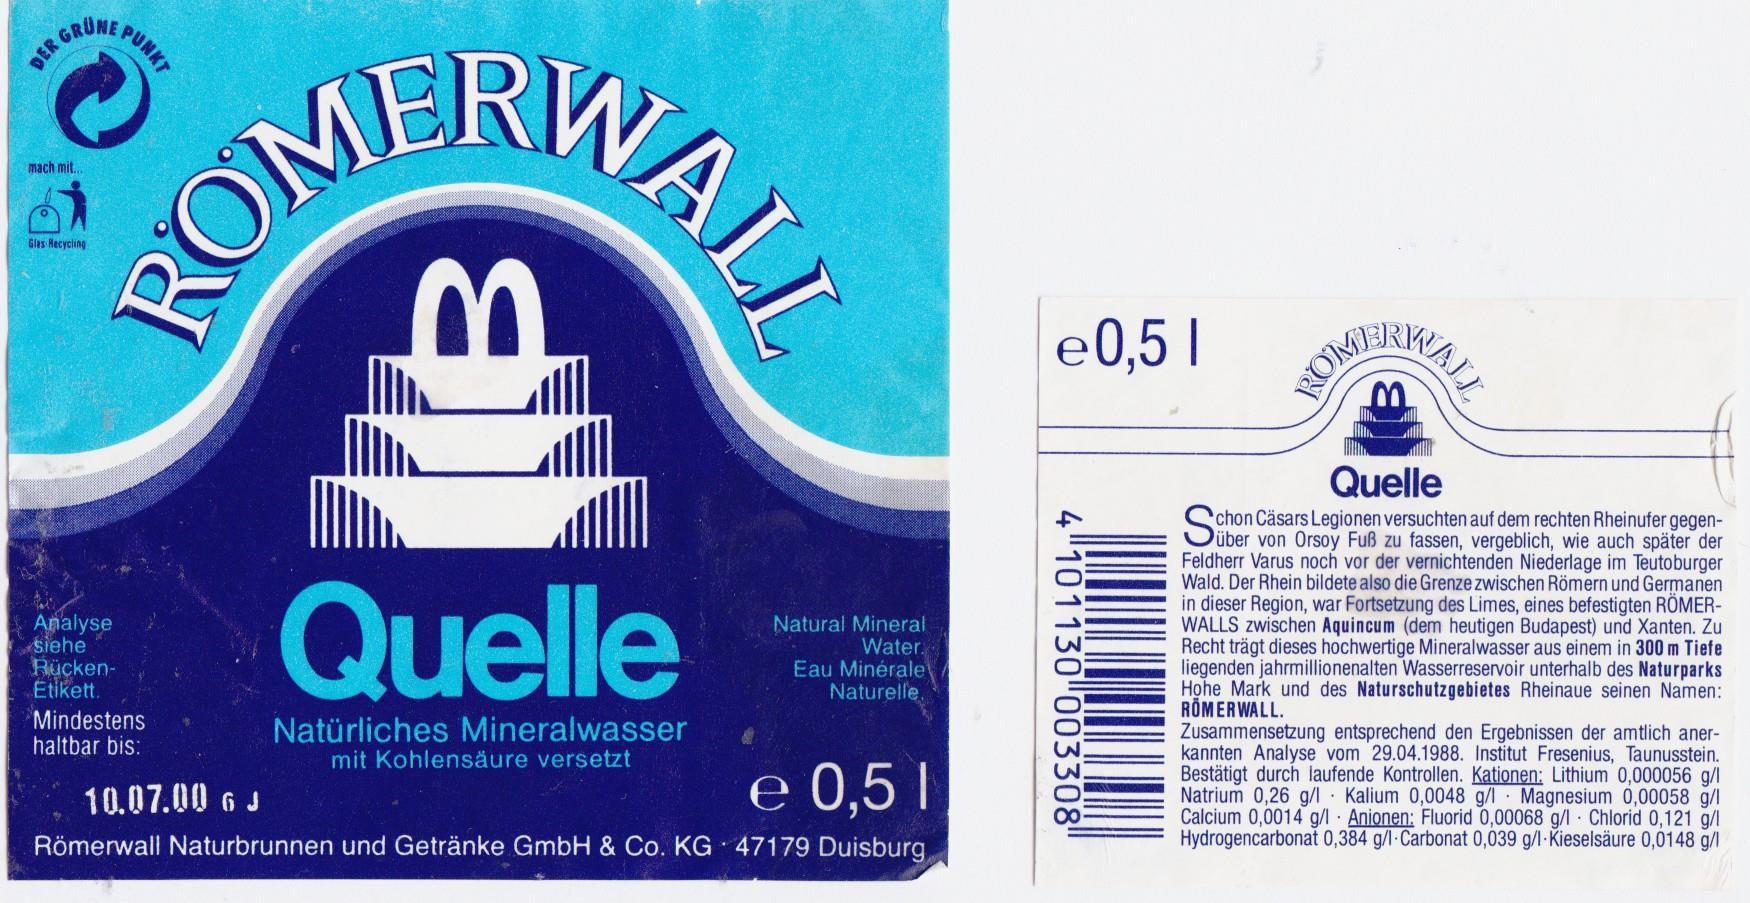 DER GRÜNE PUNKT
mach mit...
Glas-Recycling
RÖMERWALL
Quelle
Analyse
siehe
Rücken-
Etikett.
Mindestens
haltbar bis:
10.07.00 6 J
Natürliches Mineralwasser
mit Kohlensäure versetzt
Natural Mineral
Water.
Eau Minérale
Naturelle.
e 0,5 l
Römerwall Naturbrunnen und Getränke GmbH & Co. KG · 47179 Duisburg
e 0,5 l
RÖMERWALL
Quelle
4 101130 003308
Schon Cäsars Legionen versuchten auf dem rechten Rheinufer gegen-
über von Orsoy Fuß zu fassen, vergeblich, wie auch später der
Feldherr Varus noch vor der vernichtenden Niederlage im Teutoburger
Wald. Der Rhein bildete also die Grenze zwischen Römern und Germanen
in dieser Region, war Fortsetzung des Limes, eines befestigten RÖMER-
WALLS zwischen Aquincum (dem heutigen Budapest) und Xanten. Zu
Recht trägt dieses hochwertige Mineralwasser aus einem in 300 m Tiefe
liegenden jahrmillionenalten Wasserreservoir unterhalb des Naturparks
Hohe Mark und des Naturschutzgebietes Rheinaue seinen Namen:
RÖMERWALL.
Zusammensetzung entsprechend den Ergebnissen der amtlich aner-
kannten Analyse vom 29.04.1988. Institut Fresenius, Taunusstein.
Bestätigt durch laufende Kontrollen. Kationen: Lithium 0,000056 g/l
Natrium 0,26 g/l · Kalium 0,0048 g/l · Magnesium 0,00058 g/l
Calcium 0,0014 g/l · Anionen: Fluorid 0,00068 g/l · Chlorid 0,121 g/l
Hydrogencarbonat 0,384 g/l · Carbonat 0,039 g/l · Kieselsäure 0,0148 g/l